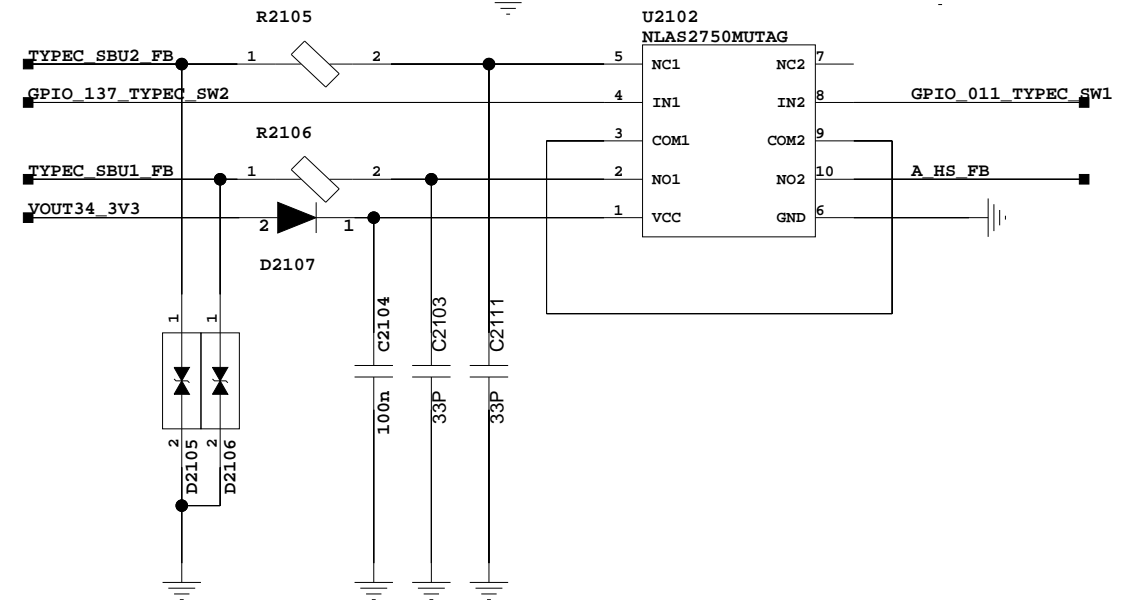 R2105
U2102
NLAS2750MUTAG
TYPEC_SBU2_FB
1
2
5
NC1
NC2
7
GPIO_137_TYPEC_SW2
4
IN1
IN2
8
GPIO_011_TYPEC_SW1
R2106
3
COM1
COM2
9
TYPEC_SBU1_FB
1
2
2
NO1
NO2
10
A_HS_FB
VOUT34_3V3
2
1
1
VCC
GND
6
D2107
1
1
C2104
C2103
C2111
100n
33P
33P
2
2
D2105
D2106